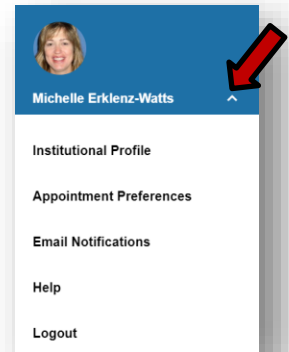 Michelle Erklenz-Watts
Institutional Profile
Appointment Preferences
Email Notifications
Help
Logout